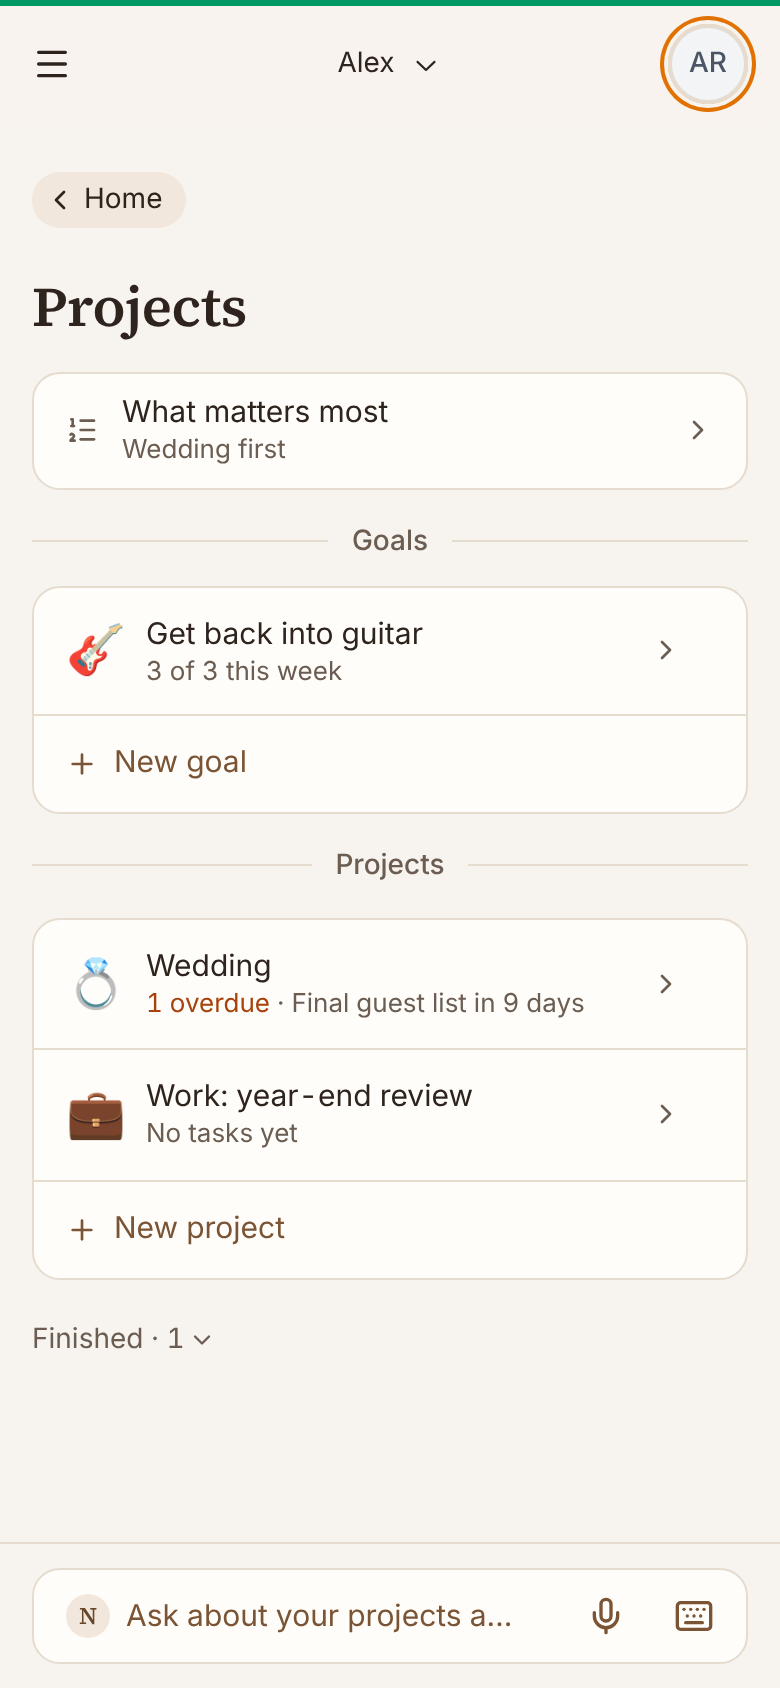 Alex
AR
Home
Projects
What matters most
Wedding first
Goals
Get back into guitar
3 of 3 this week
New goal
Projects
Wedding
1 overdue · Final guest list in 9 days
Work: year-end review
No tasks yet
New project
Finished · 1
N
Ask about your projects a...